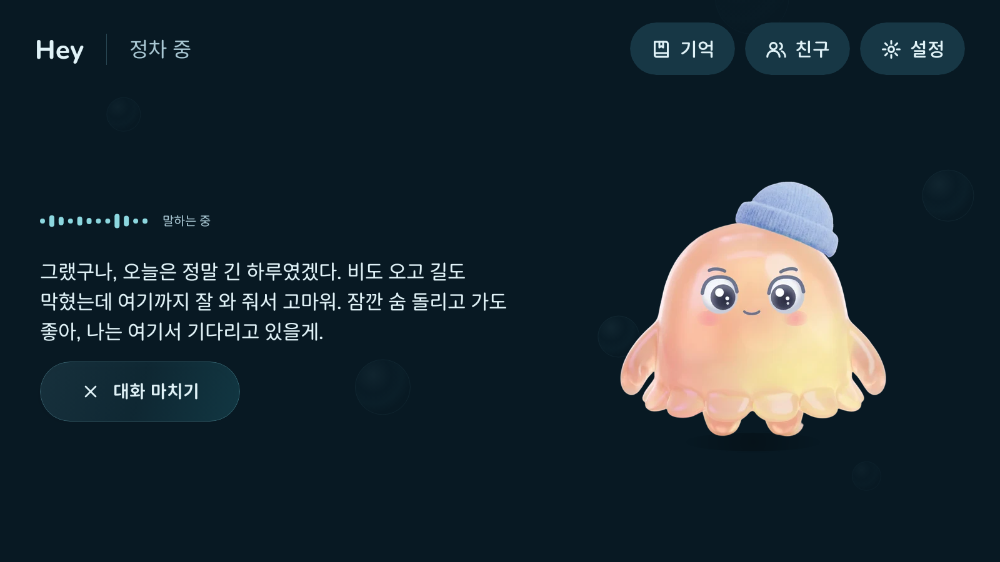 Hey
정차 중
기억
친구
설정
말하는 중
그랬구나, 오늘은 정말 긴 하루였겠다. 비도 오고 길도
막혔는데 여기까지 잘 와 줘서 고마워. 잠깐 숨 돌리고 가도
좋아, 나는 여기서 기다리고 있을게.
대화 마치기